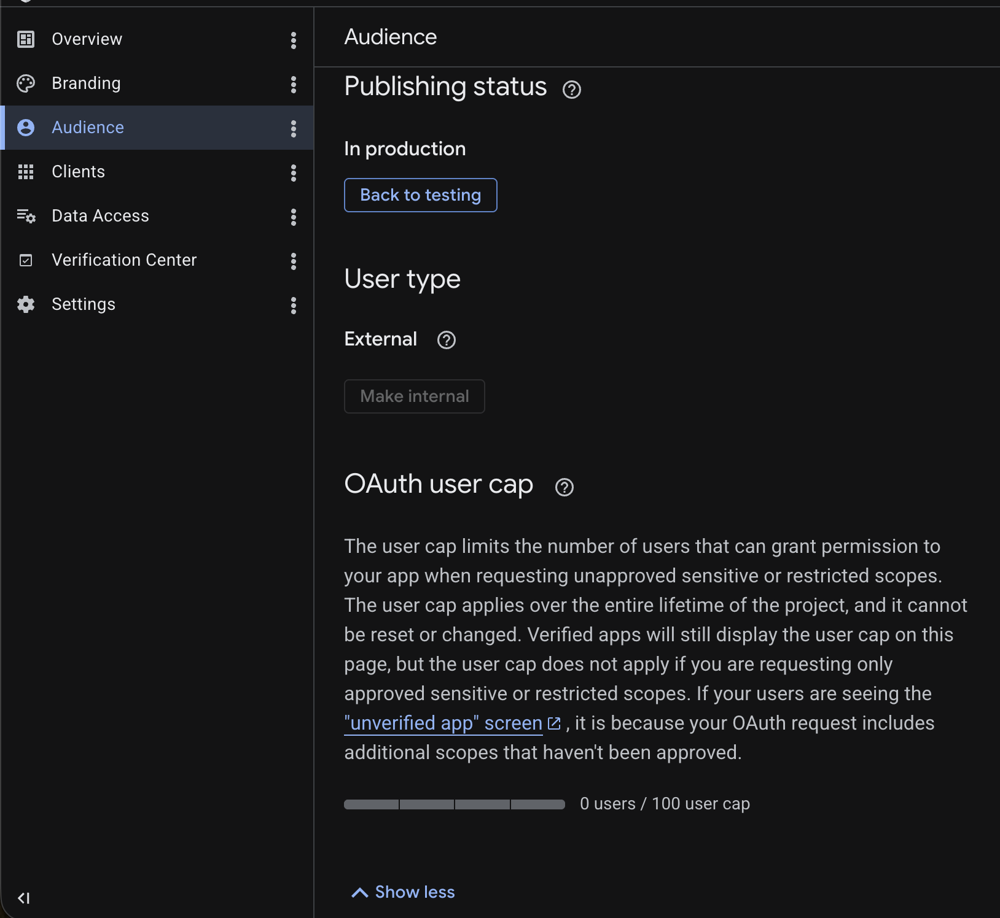 Overview
Branding
Audience
Clients
Data Access
Verification Center
Settings
Audience
Publishing status
In production
Back to testing
User type
External
Make internal
OAuth user cap
The user cap limits the number of users that can grant permission to
your app when requesting unapproved sensitive or restricted scopes.
The user cap applies over the entire lifetime of the project, and it cannot
be reset or changed. Verified apps will still display the user cap on this
page, but the user cap does not apply if you are requesting only
approved sensitive or restricted scopes. If your users are seeing the
"unverified app" screen , it is because your OAuth request includes
additional scopes that haven't been approved.
0 users / 100 user cap
Show less